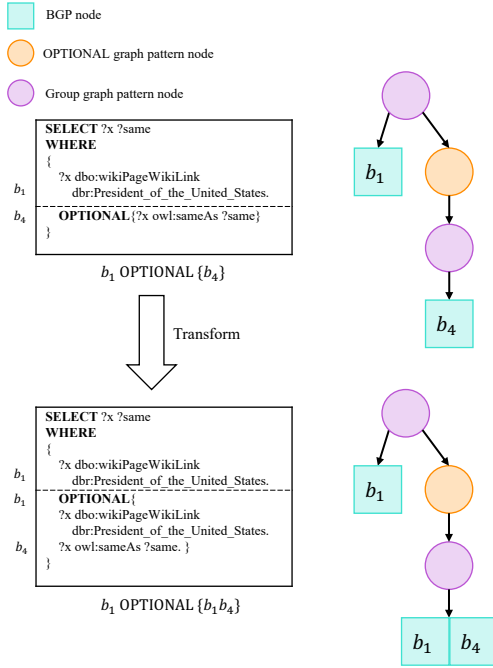 BGP node
OPTIONAL graph pattern node
Group graph pattern node
SELECT ?x ?same
WHERE
{
?x dbo:wikiPageWikiLink
b₁
dbr:President_of_the_United_States.
b₄
OPTIONAL{?x owl:sameAs ?same}
}
b₁ OPTIONAL {b₄}
b₁
b₄
Transform
SELECT ?x ?same
WHERE
{
?x dbo:wikiPageWikiLink
b₁
dbr:President_of_the_United_States.
b₁
OPTIONAL{
?x dbo:wikiPageWikiLink
dbr:President_of_the_United_States.
b₄
?x owl:sameAs ?same. }
}
b₁ OPTIONAL {b₁b₄}
b₁
b₁ b₄